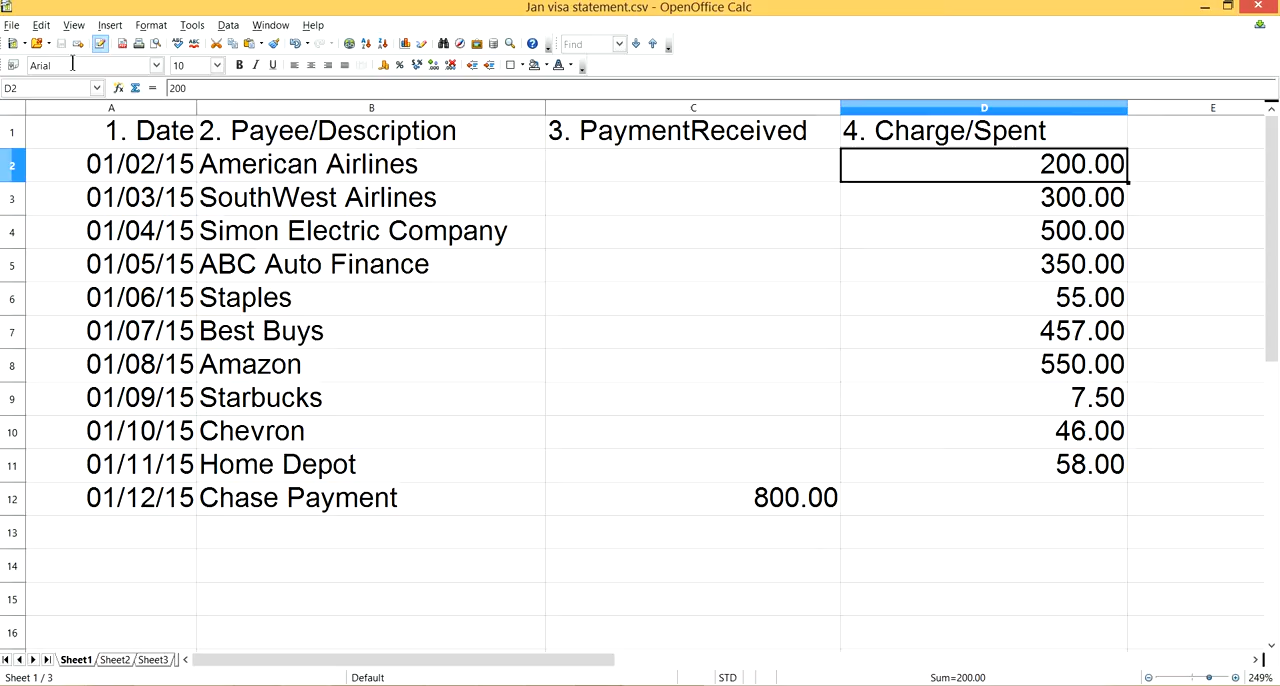 Jan visa statement.csv - OpenOffice Calc
File Edit View Insert Format Tools Data Window Help
Find
Arial 10 B I U
D2 200
A B C D E
1 1. Date 2. Payee/Description 3. PaymentReceived 4. Charge/Spent
2 01/02/15 American Airlines 200.00
3 01/03/15 SouthWest Airlines 300.00
4 01/04/15 Simon Electric Company 500.00
5 01/05/15 ABC Auto Finance 350.00
6 01/06/15 Staples 55.00
7 01/07/15 Best Buys 457.00
8 01/08/15 Amazon 550.00
9 01/09/15 Starbucks 7.50
10 01/10/15 Chevron 46.00
11 01/11/15 Home Depot 58.00
12 01/12/15 Chase Payment 800.00
13
14
15
16
Sheet1 Sheet2 Sheet3
Sheet 1 / 3 Default STD Sum=200.00 249%